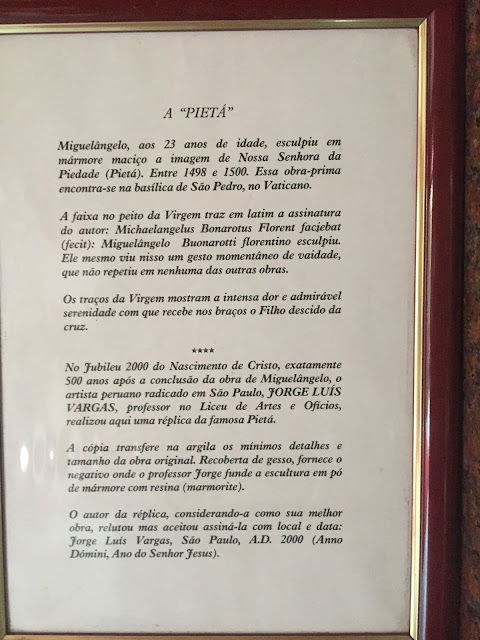 A "PIETÁ"
Miguelângelo, aos 23 anos de idade, esculpiu em
mármore maciço a imagem de Nossa Senhora da
Piedade (Pietá). Entre 1498 e 1500. Essa obra-prima
encontra-se na basílica de São Pedro, no Vaticano.
A faixa no peito da Virgem traz em latim a assinatura
do autor: Michaelangelus Bonarotus Florent faciebat
(fecit): Miguelângelo Buonarotti florentino esculpiu.
Ele mesmo viu nisso um gesto momentâneo de vaidade,
que não repetiu em nenhuma das outras obras.
Os traços da Virgem mostram a intensa dor e admirável
serenidade com que recebe nos braços o Filho descido da
cruz.
****
No Jubileu 2000 do Nascimento de Cristo, exatamente
500 anos após a conclusão da obra de Miguelângelo, o
artista peruano radicado em São Paulo, JORGE LUÍS
VARGAS, professor no Liceu de Artes e Ofícios,
realizou aqui uma réplica da famosa Pietá.
A cópia transfere na argila os mínimos detalhes e
tamanho da obra original. Recoberta de gesso, fornece o
negativo onde o professor Jorge funde a escultura em pó
de mármore com resina (marmorite).
O autor da réplica, considerando-a como sua melhor
obra, relutou mas aceitou assiná-la com local e data:
Jorge Luís Vargas, São Paulo, A.D. 2000 (Anno
Dómini, Ano do Senhor Jesus).